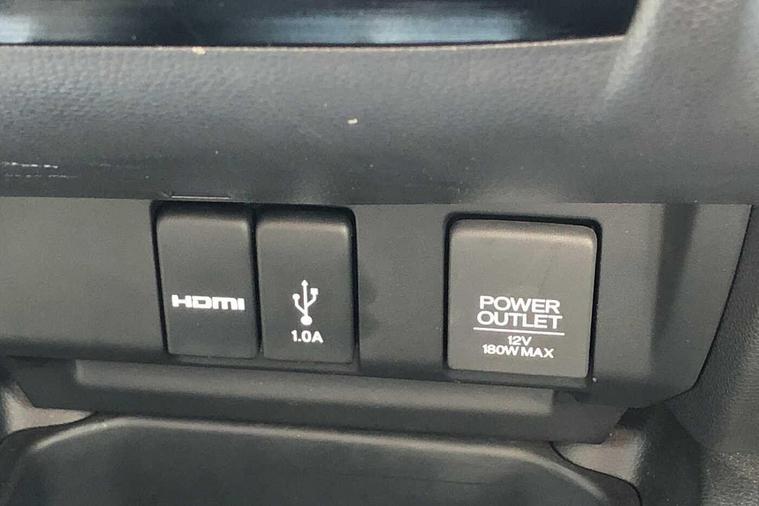 HDMI
1.0A
POWER
OUTLET
12V
180W MAX